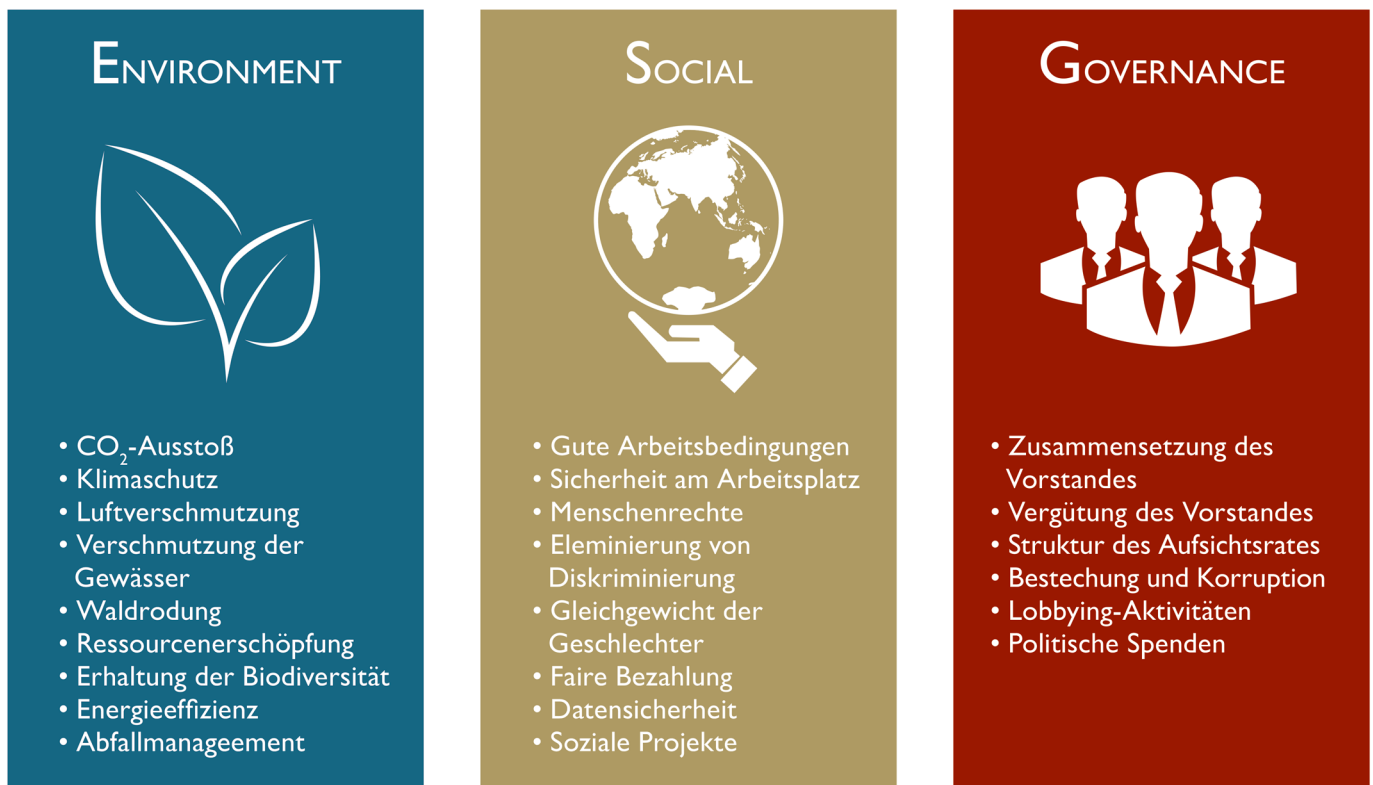 ENVIRONMENT
• CO₂-Ausstoß
• Klimaschutz
• Luftverschmutzung
• Verschmutzung der
Gewässer
• Waldrodung
• Ressourcenerschöpfung
• Erhaltung der Biodiversität
• Energieeffizienz
• Abfallmanageement
SOCIAL
• Gute Arbeitsbedingungen
• Sicherheit am Arbeitsplatz
• Menschenrechte
• Eleminierung von
Diskriminierung
• Gleichgewicht der
Geschlechter
• Faire Bezahlung
• Datensicherheit
• Soziale Projekte
GOVERNANCE
• Zusammensetzung des
Vorstandes
• Vergütung des Vorstandes
• Struktur des Aufsichtsrates
• Bestechung und Korruption
• Lobbying-Aktivitäten
• Politische Spenden